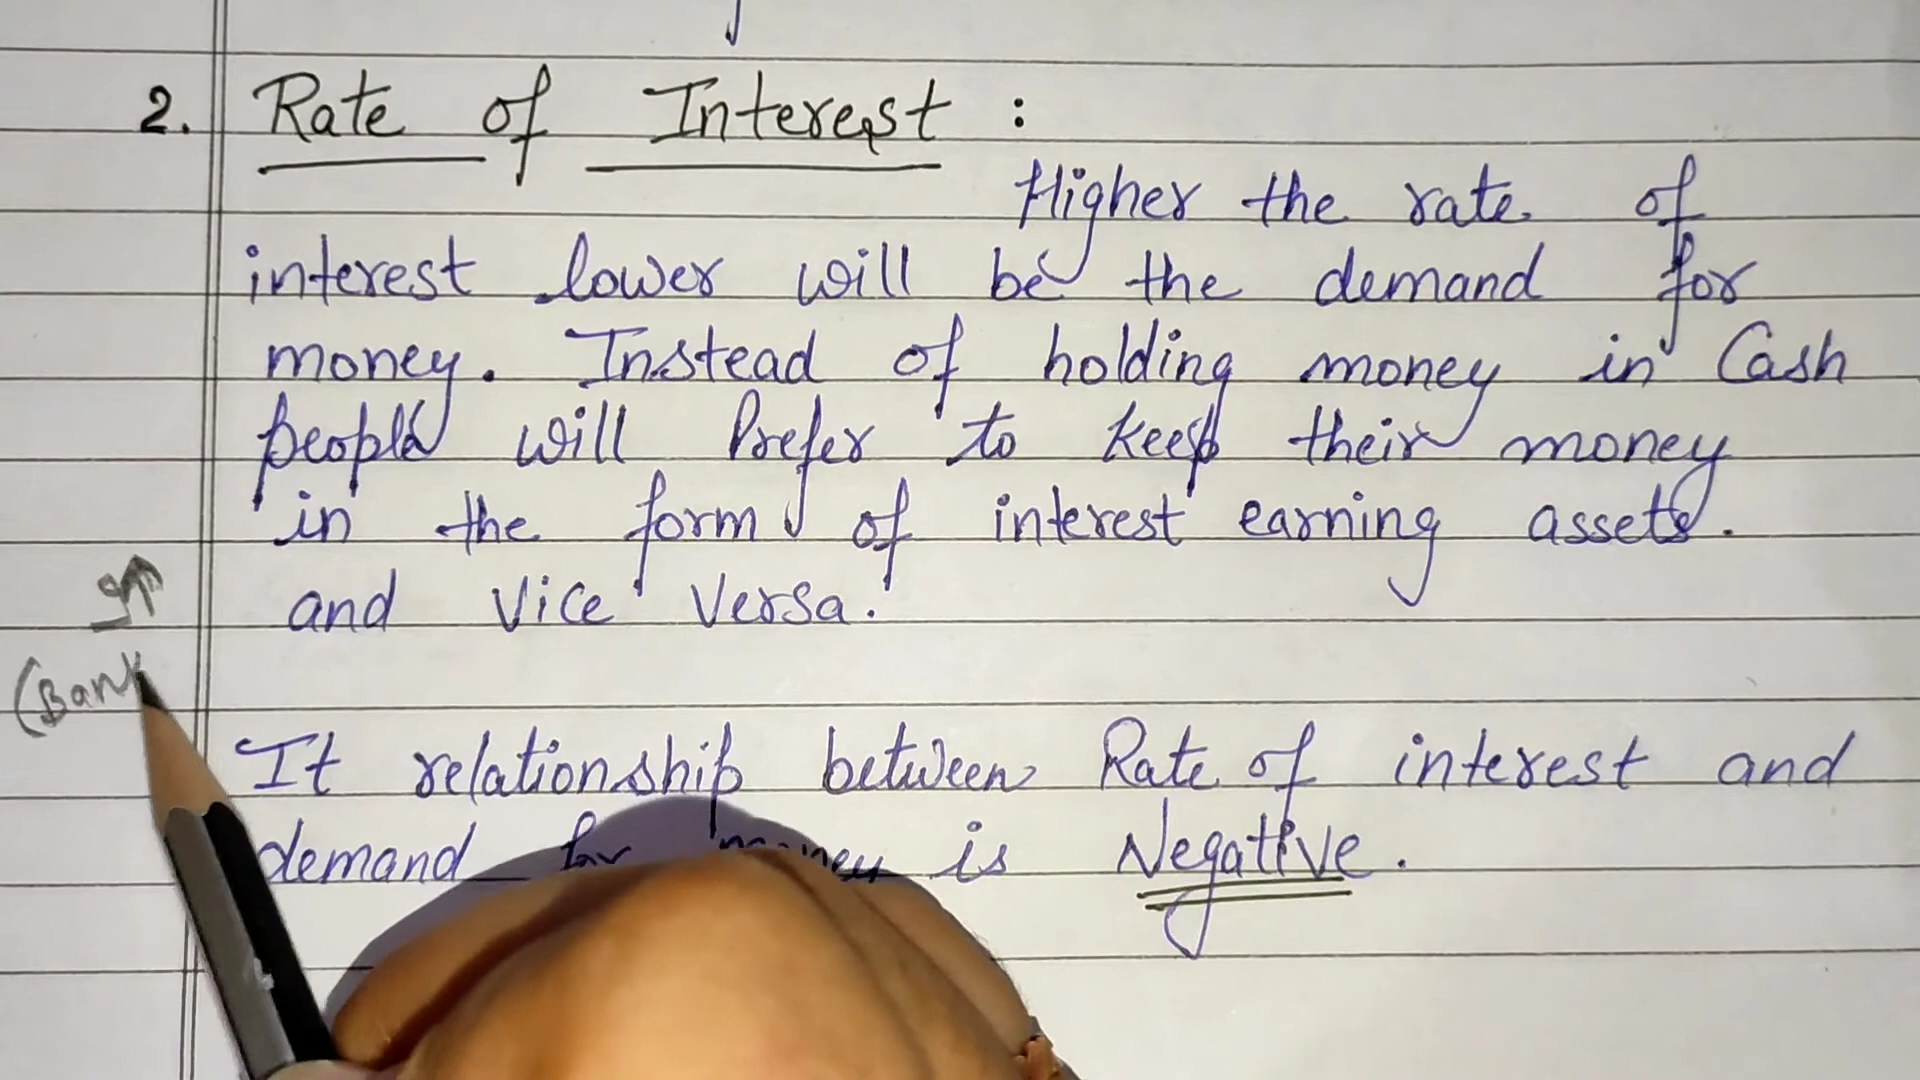 2. Rate of Interest :
Higher the rate of
interest lower will be the demand for
money. Instead of holding money in Cash
people will Prefer to Keep their money
in the form of interest earning assets.
and Vice Versa.
(Bank
It relationship between Rate of interest and
demand for money is Negative.